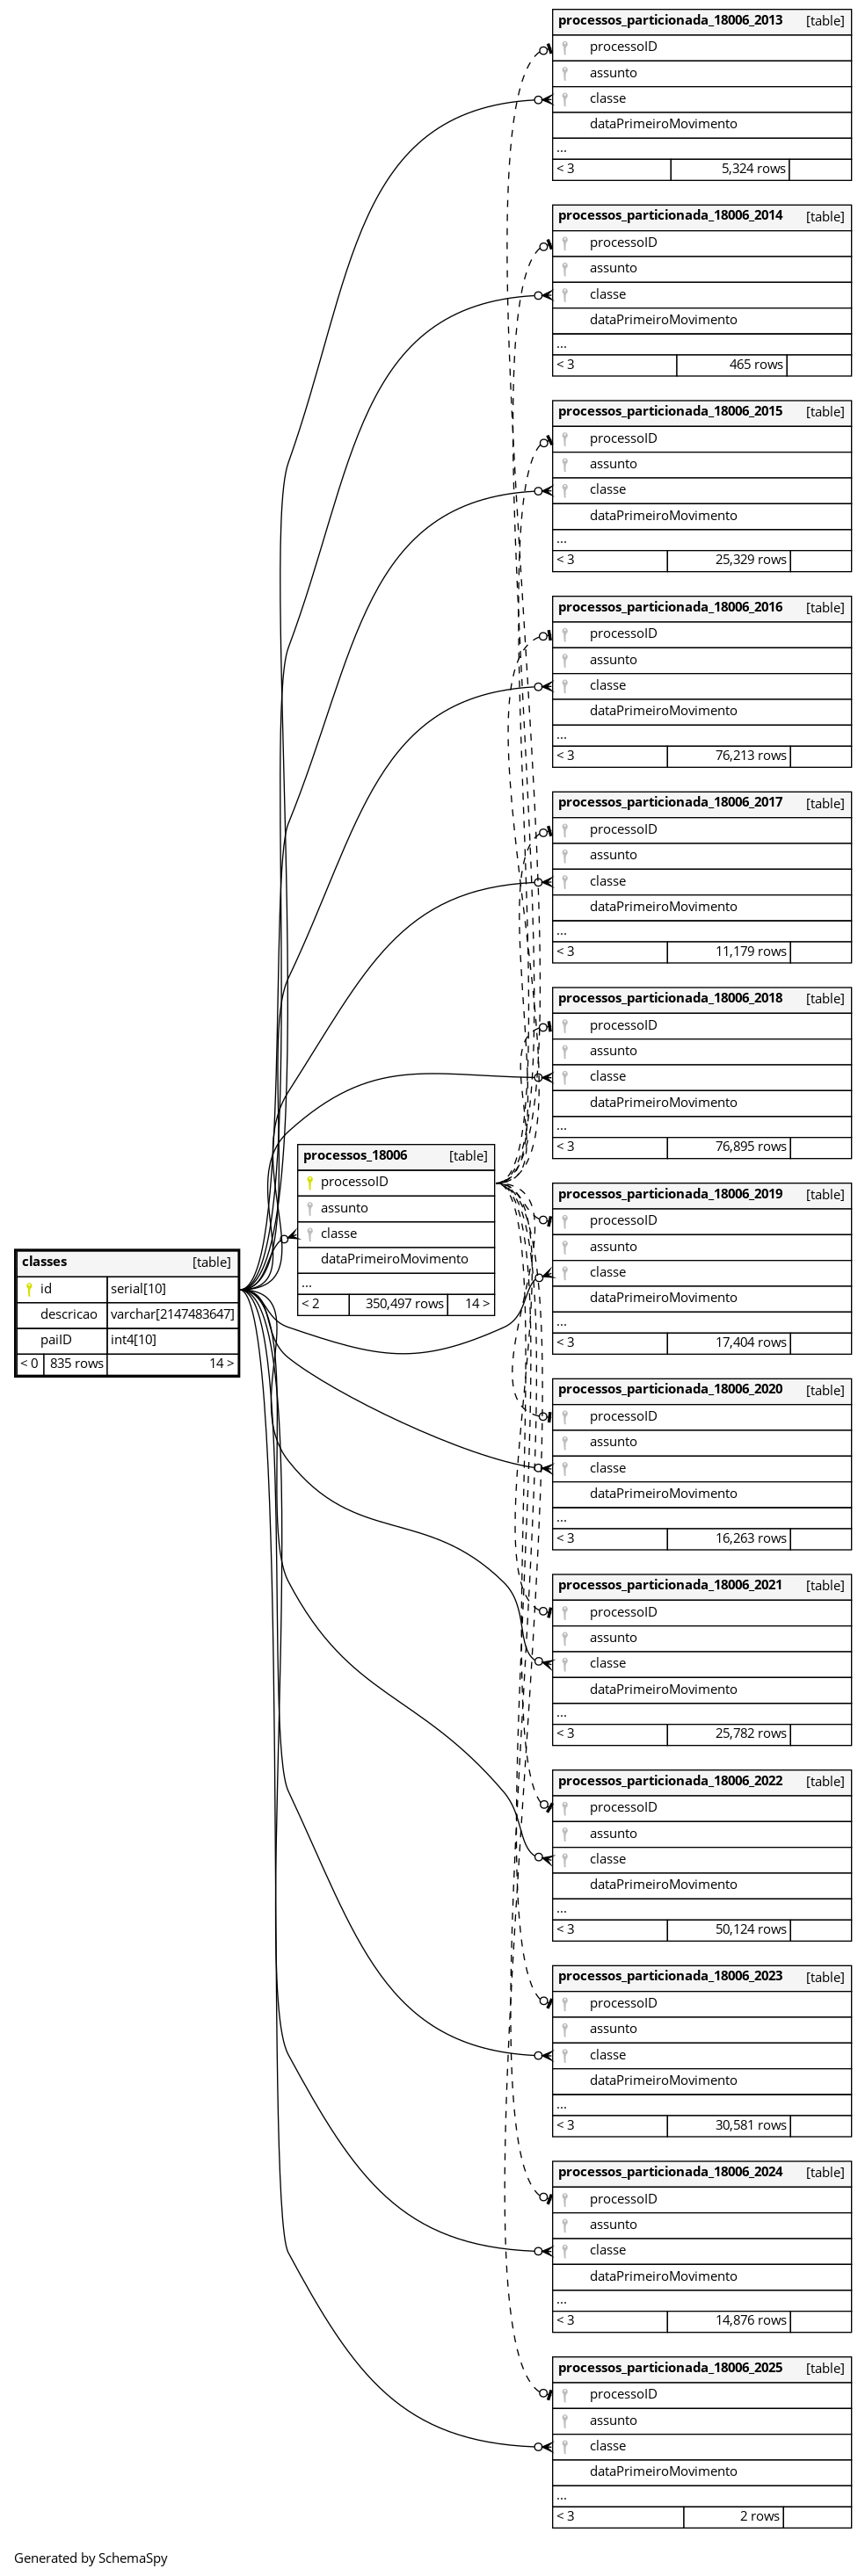 processos_particionada_18006_2013 [table]
processoID
assunto
classe
dataPrimeiroMovimento
...
< 3 5,324 rows
processos_particionada_18006_2014 [table]
processoID
assunto
classe
dataPrimeiroMovimento
...
< 3 465 rows
processos_particionada_18006_2015 [table]
processoID
assunto
classe
dataPrimeiroMovimento
...
< 3 25,329 rows
processos_particionada_18006_2016 [table]
processoID
assunto
classe
dataPrimeiroMovimento
...
< 3 76,213 rows
processos_particionada_18006_2017 [table]
processoID
assunto
classe
dataPrimeiroMovimento
...
< 3 11,179 rows
processos_particionada_18006_2018 [table]
processoID
assunto
classe
dataPrimeiroMovimento
...
< 3 76,895 rows
processos_18006 [table]
processoID
assunto
classe
dataPrimeiroMovimento
...
< 2 350,497 rows 14 >
classes [table]
id serial[10]
descricao varchar[2147483647]
paiID int4[10]
< 0 835 rows 14 >
processos_particionada_18006_2019 [table]
processoID
assunto
classe
dataPrimeiroMovimento
...
< 3 17,404 rows
processos_particionada_18006_2020 [table]
processoID
assunto
classe
dataPrimeiroMovimento
...
< 3 16,263 rows
processos_particionada_18006_2021 [table]
processoID
assunto
classe
dataPrimeiroMovimento
...
< 3 25,782 rows
processos_particionada_18006_2022 [table]
processoID
assunto
classe
dataPrimeiroMovimento
...
< 3 50,124 rows
processos_particionada_18006_2023 [table]
processoID
assunto
classe
dataPrimeiroMovimento
...
< 3 30,581 rows
processos_particionada_18006_2024 [table]
processoID
assunto
classe
dataPrimeiroMovimento
...
< 3 14,876 rows
processos_particionada_18006_2025 [table]
processoID
assunto
classe
dataPrimeiroMovimento
...
< 3 2 rows
Generated by SchemaSpy